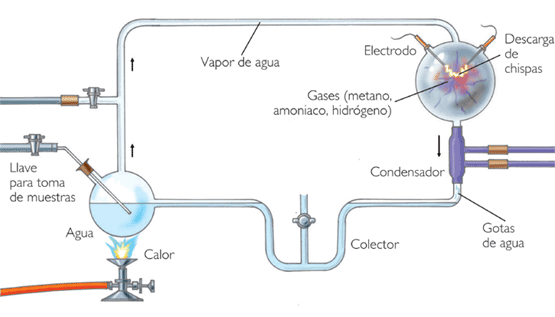 Vapor de agua
Electrodo
Descarga
de
chispas
Gases (metano,
amoniaco, hidrógeno)
Llave
para toma
de muestras
Condensador
Agua
Calor
Colector
Gotas
de agua